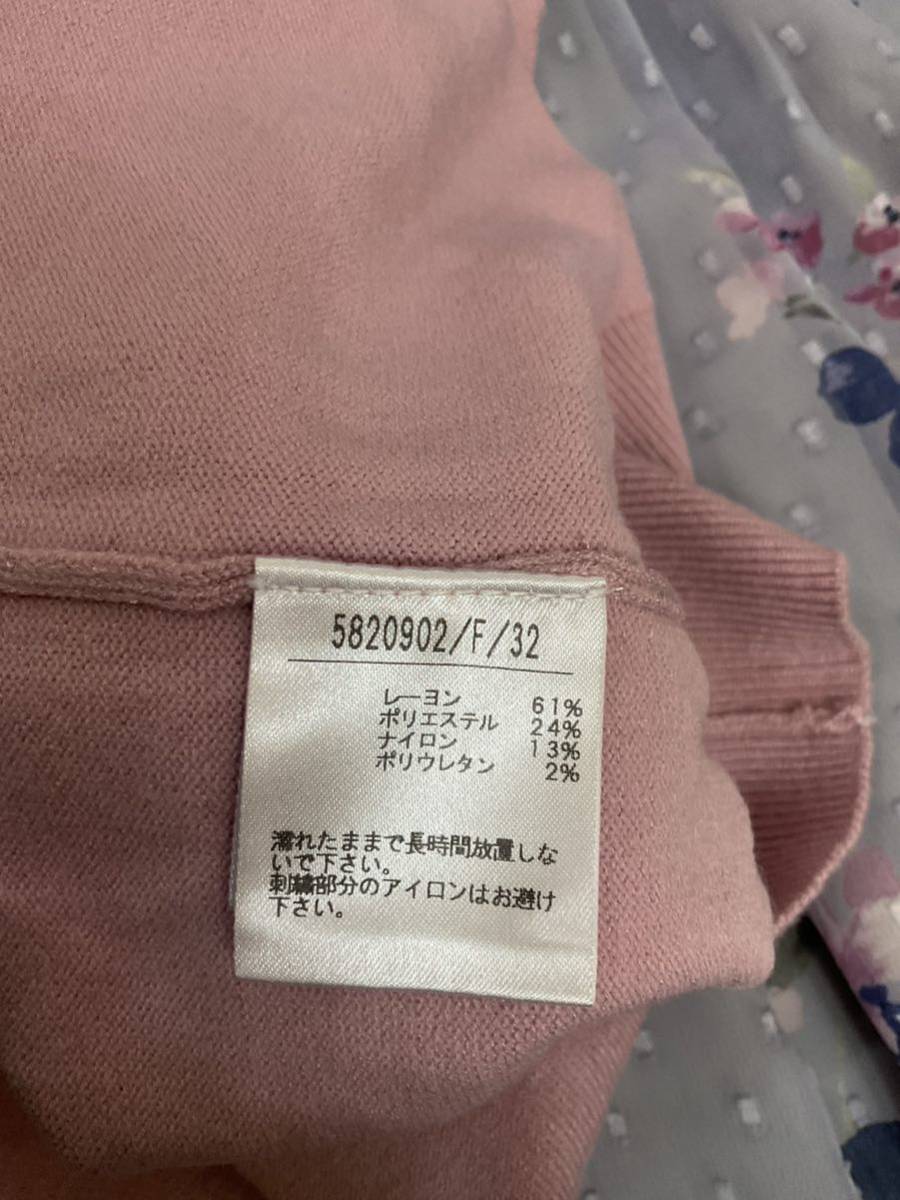 5820902/F/32
レーヨン 61%
ポリエステル 24%
ナイロン 13%
ポリウレタン 2%
濡れたままで長時間放置しな
いで下さい。
刺繍部分のアイロンはお避け
下さい。